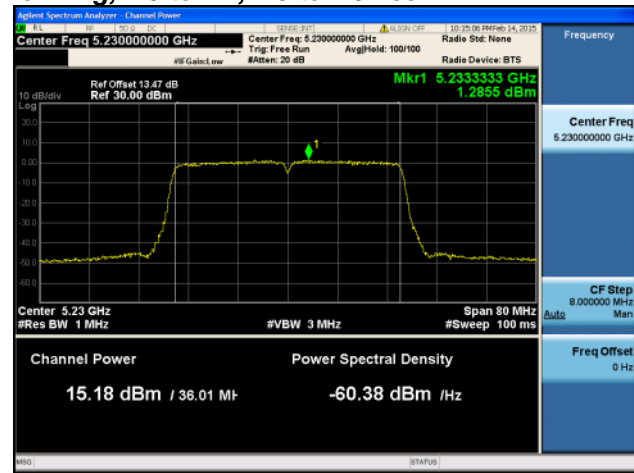 Agilent Spectrum Analyzer - Channel Power
RL RF 50 Ω DC SENSE:INT ALIGN OFF 10:15:06 PM Feb 14, 2015
Center Freq 5.230000000 GHz
Center Freq: 5.230000000 GHz
Radio Std: None
Trig: Free Run Avg|Hold: 100/100
#IFGain:Low #Atten: 20 dB Radio Device: BTS
Ref Offset 13.47 dB
Mkr1 5.2333333 GHz
10 dB/div Ref 30.00 dBm 1.2855 dBm
Log
20.0
10.0
1
0.00
-10.0
-20.0
-30.0
-40.0
-50.0
-60.0
Center 5.23 GHz Span 80 MHz
#Res BW 1 MHz #VBW 3 MHz #Sweep 100 ms
Channel Power Power Spectral Density
15.18 dBm / 36.01 MH -60.38 dBm /Hz
MSG STATUS
Frequency
Center Freq
5.230000000 GHz
CF Step
8.000000 MHz
Auto Man
Freq Offset
0 Hz